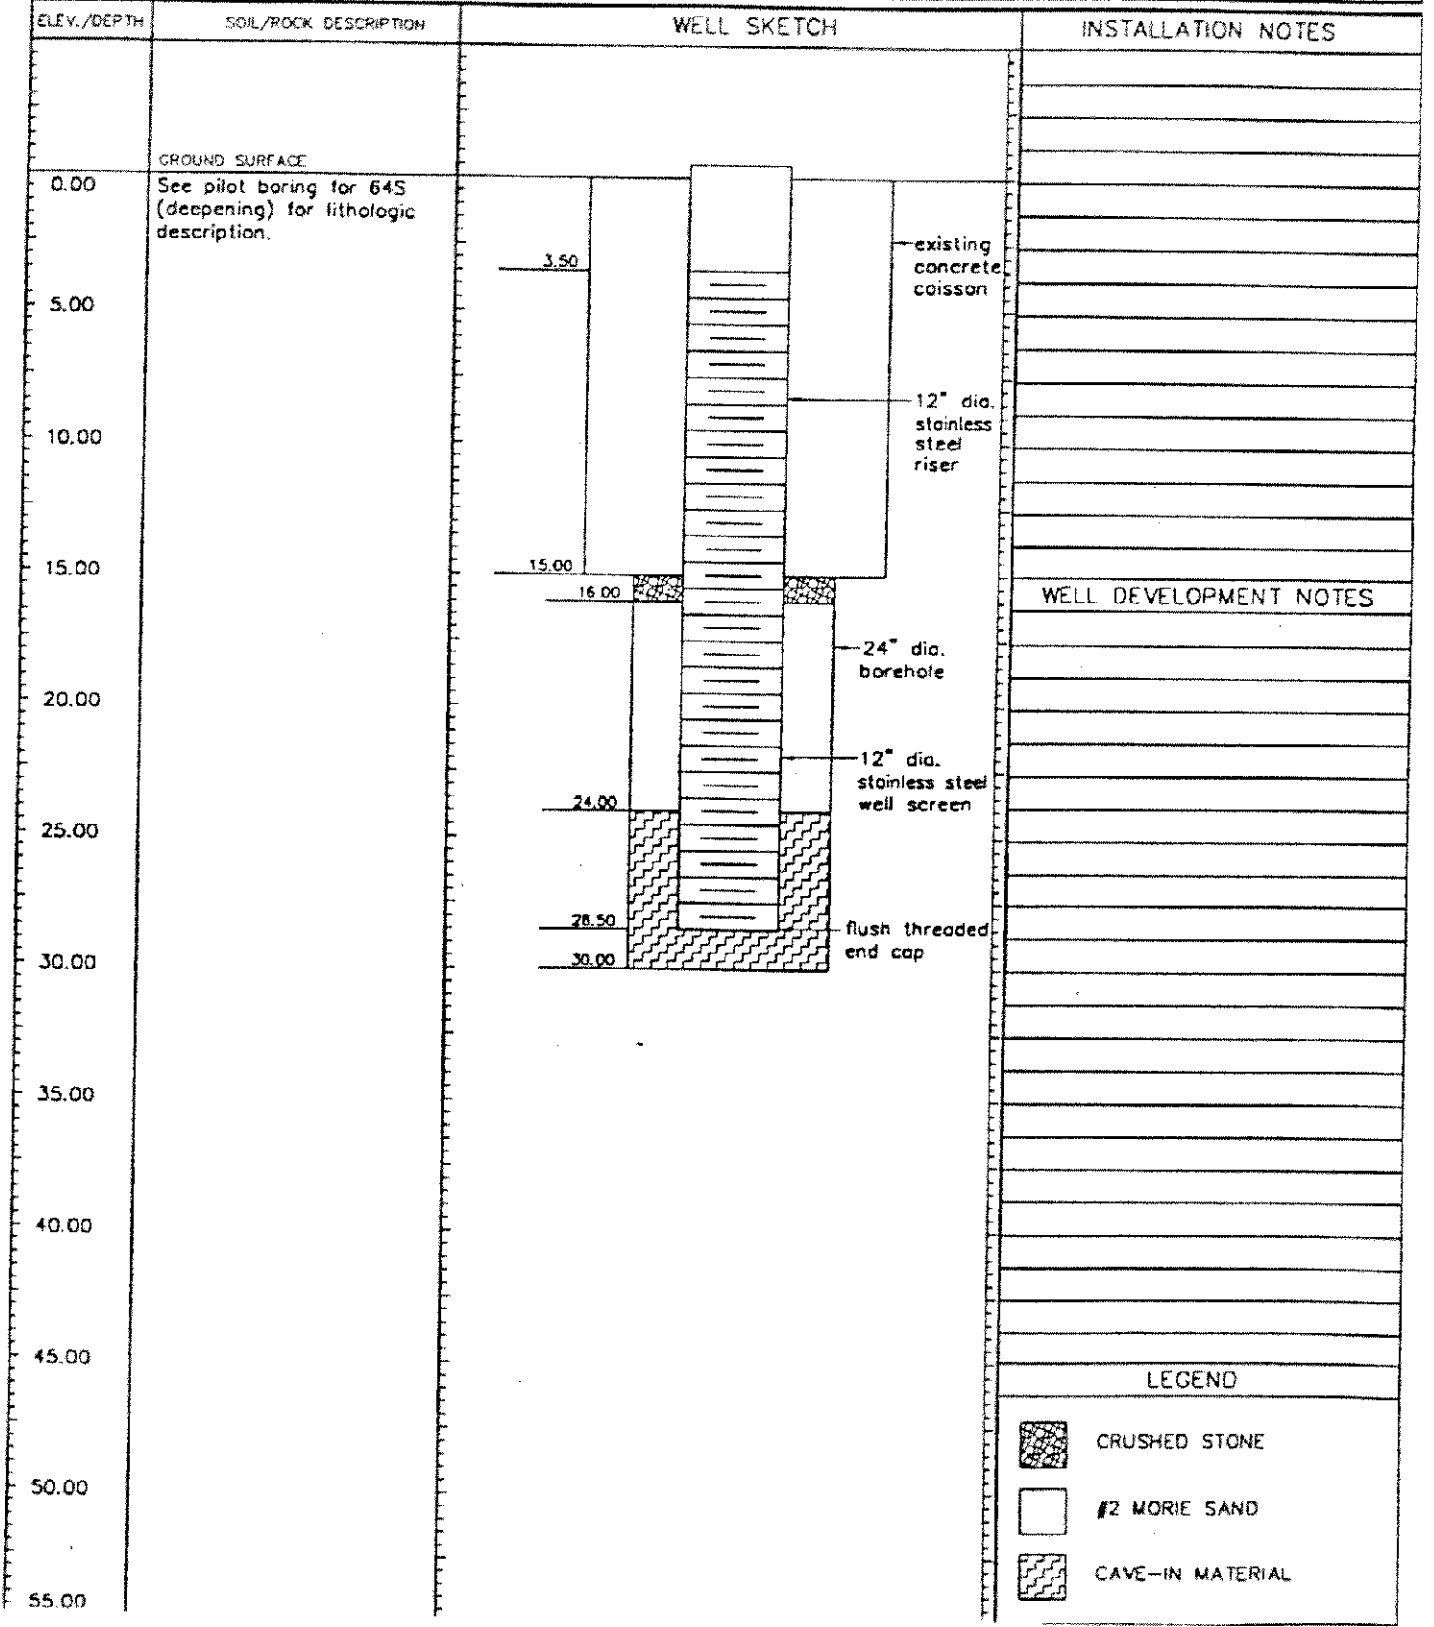 ELEV./DEPTH
SOIL/ROCK DESCRIPTION
WELL SKETCH
INSTALLATION NOTES
GROUND SURFACE
0.00
See pilot boring for 64S
(deepening) for lithologic
description.
existing
concrete
caisson
3.50
5.00
12" dia.
stainless
steel
riser
10.00
15.00
15.00
16.00
WELL DEVELOPMENT NOTES
24" dia.
borehole
20.00
12" dia.
stainless steel
well screen
24.00
25.00
28.50
flush threaded
end cap
30.00
30.00
35.00
40.00
45.00
LEGEND
CRUSHED STONE
50.00
#2 MORIE SAND
CAVE-IN MATERIAL
55.00